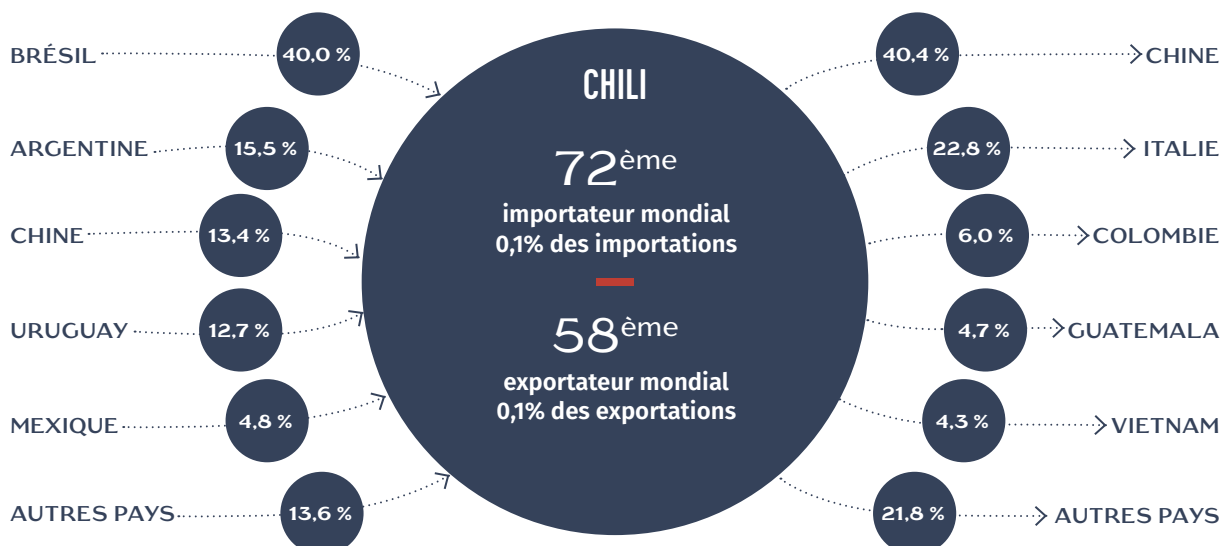 BRÉSIL
40,0 %
ARGENTINE
15,5 %
CHINE
13,4 %
URUGUAY
12,7 %
MEXIQUE
4,8 %
AUTRES PAYS
13,6 %
CHILI
72ème
importateur mondial
0,1% des importations
58ème
exportateur mondial
0,1% des exportations
40,4 %
CHINE
22,8 %
ITALIE
6,0 %
COLOMBIE
4,7 %
GUATEMALA
4,3 %
VIETNAM
21,8 %
AUTRES PAYS